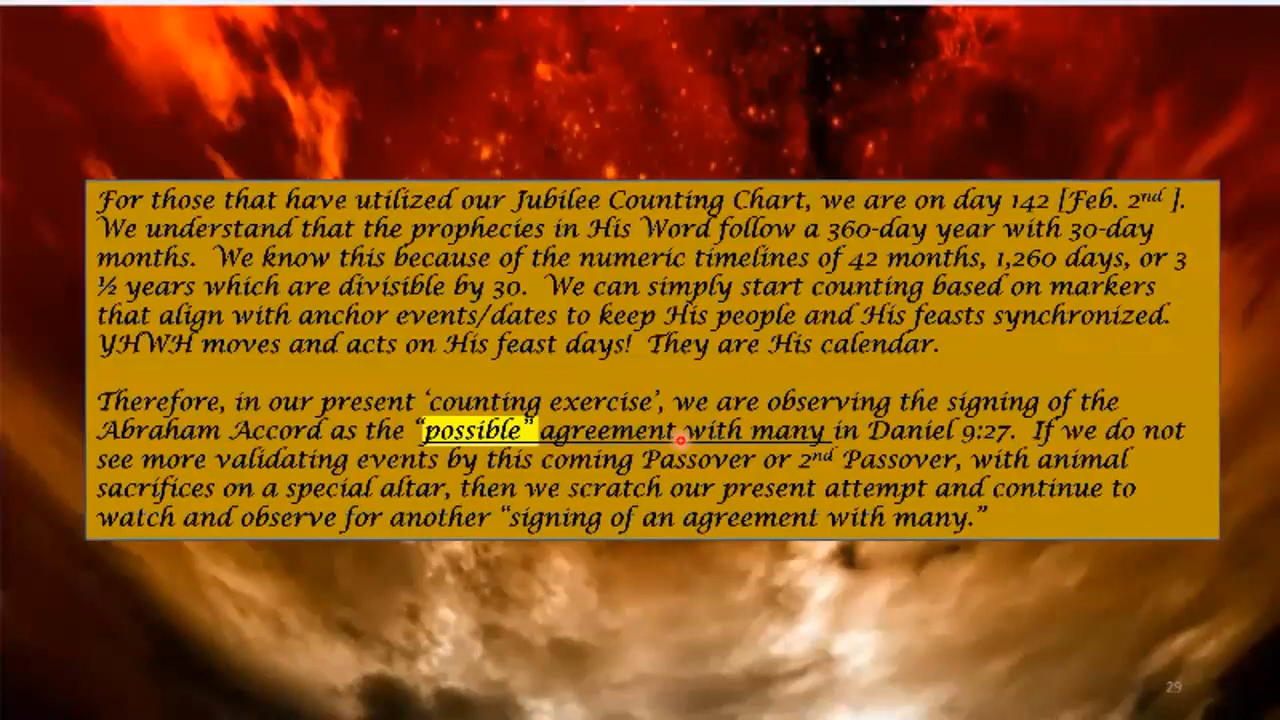 For those that have utilized our Jubilee Counting Chart, we are on day 142 [Feb. 2nd ].
We understand that the prophecies in His Word follow a 360-day year with 30-day
months. We know this because of the numeric timelines of 42 months, 1,260 days, or 3
½ years which are divisible by 30. We can simply start counting based on markers
that align with anchor events/dates to keep His people and His feasts synchronized.
YHWH moves and acts on His feast days! They are His calendar.
Therefore, in our present ‘counting exercise’, we are observing the signing of the
Abraham Accord as the “possible” agreement with many in Daniel 9:27. If we do not
see more validating events by this coming Passover or 2nd Passover, with animal
sacrifices on a special altar, then we scratch our present attempt and continue to
watch and observe for another “signing of an agreement with many.”
29